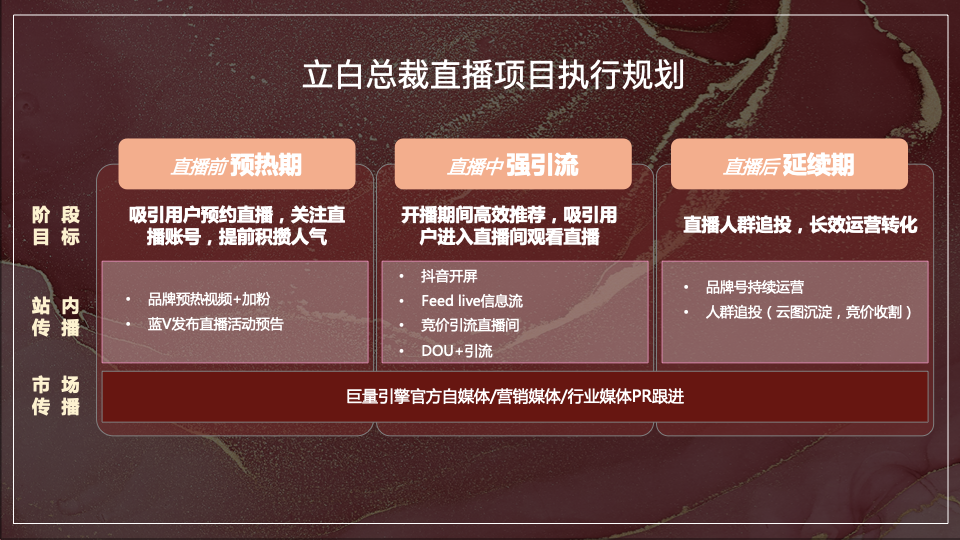 立白总裁直播项目执行规划
直播前 预热期
直播中 强引流
直播后 延续期
阶 段
目 标
吸引用户预约直播，关注直
播账号，提前积攒人气
开播期间高效推荐，吸引用
户进入直播间观看直播
直播人群追投，长效运营转化
站 内
传 播
• 品牌预热视频+加粉
• 蓝V发布直播活动预告
• 抖音开屏
• Feed live信息流
• 竞价引流直播间
• DOU+引流
• 品牌号持续运营
• 人群追投（云图沉淀，竞价收割）
市 场
传 播
巨量引擎官方自媒体/营销媒体/行业媒体PR跟进